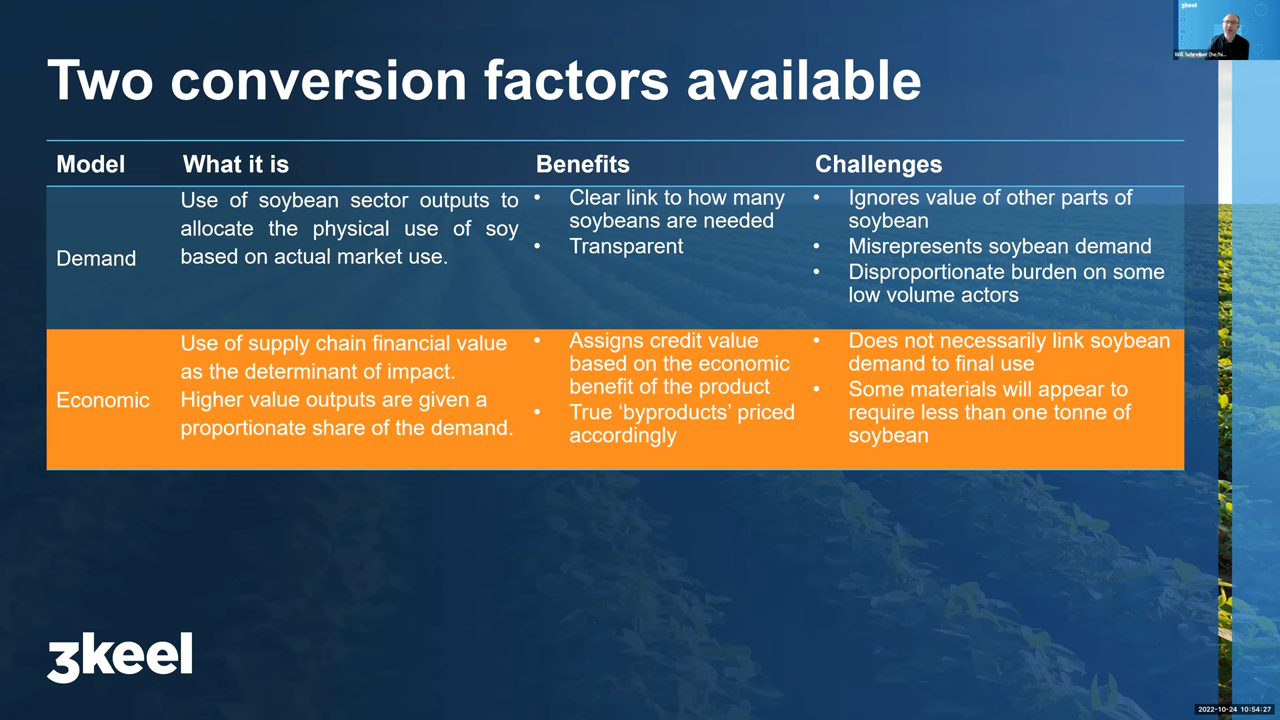 3keel
Will Schreiber (he/hi...
Two conversion factors available
Model
What it is
Benefits
Challenges
Demand
Use of soybean sector outputs to
allocate the physical use of soy
based on actual market use.
• Clear link to how many
soybeans are needed
• Transparent
• Ignores value of other parts of
soybean
• Misrepresents soybean demand
• Disproportionate burden on some
low volume actors
Economic
Use of supply chain financial value
as the determinant of impact.
Higher value outputs are given a
proportionate share of the demand.
• Assigns credit value
based on the economic
benefit of the product
• True ‘byproducts’ priced
accordingly
• Does not necessarily link soybean
demand to final use
• Some materials will appear to
require less than one tonne of
soybean
3keel
2022-10-24 10:54:27